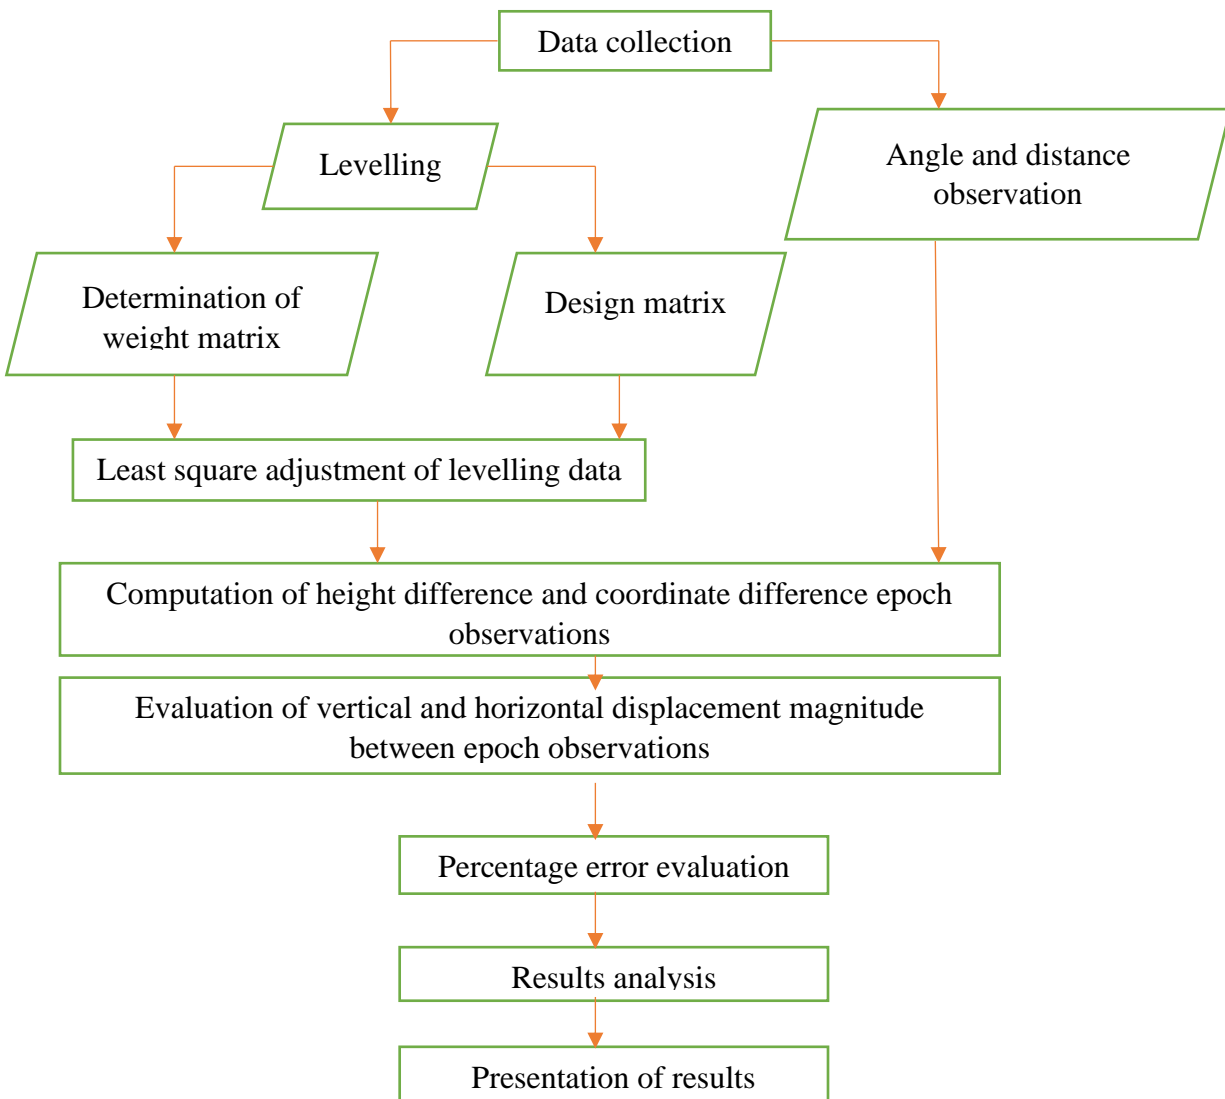 Data collection
Levelling
Angle and distance
observation
Determination of
weight matrix
Design matrix
Least square adjustment of levelling data
Computation of height difference and coordinate difference epoch
observations
Evaluation of vertical and horizontal displacement magnitude
between epoch observations
Percentage error evaluation
Results analysis
Presentation of results